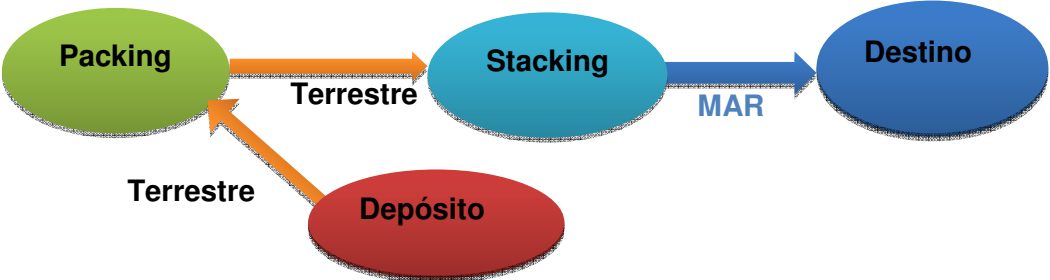 Packing
Stacking
Destino
Terrestre
MAR
Terrestre
Depósito